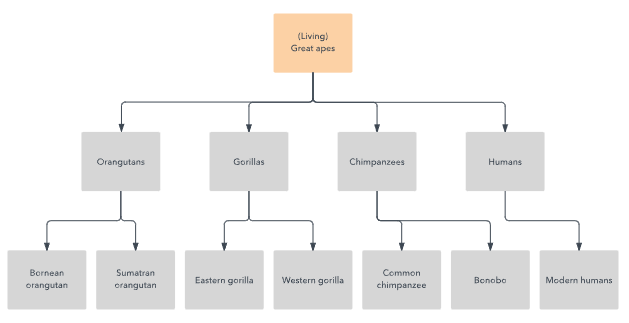 (Living)
Great apes
Orangutans
Gorillas
Chimpanzees
Humans
Bornean
orangutan
Sumatran
orangutan
Eastern gorilla
Western gorilla
Common
chimpanzee
Bonobo
Modern humans